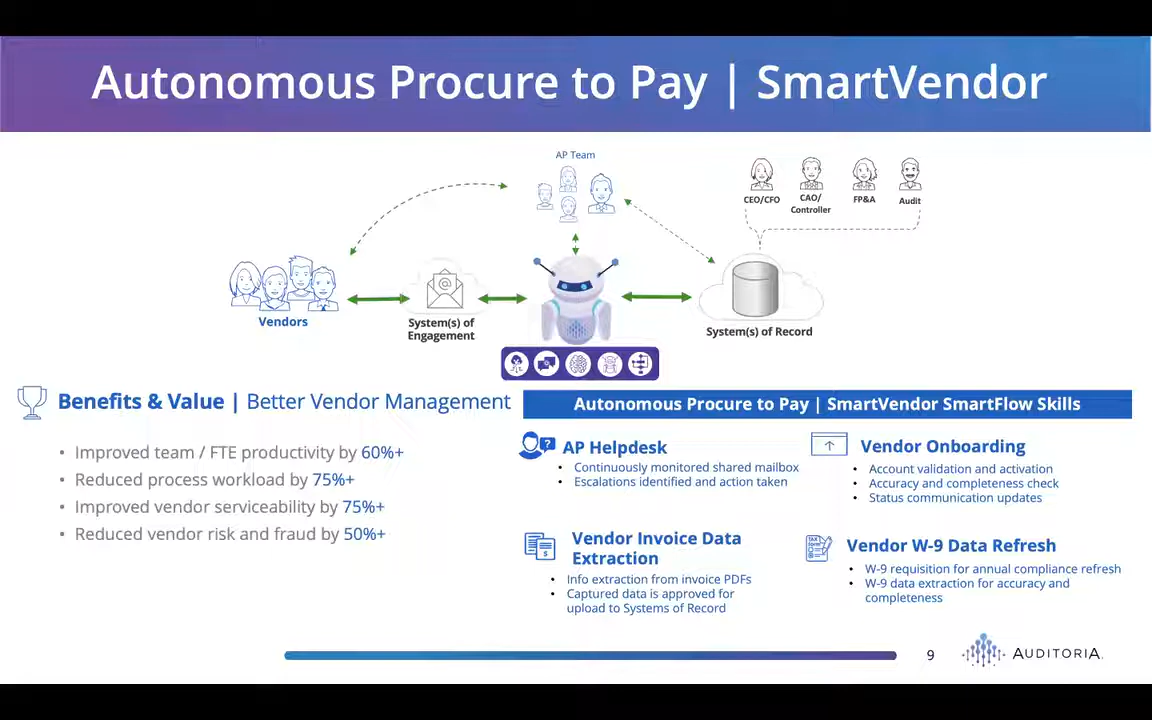 Autonomous Procure to Pay | SmartVendor
AP Team
CEO/CFO
CAO/
Controller
FP&A
Audit
Vendors
@
System(s) of
Engagement
System(s) of Record
Benefits & Value | Better Vendor Management
• Improved team / FTE productivity by 60%+
• Reduced process workload by 75%+
• Improved vendor serviceability by 75%+
• Reduced vendor risk and fraud by 50%+
Autonomous Procure to Pay | SmartVendor SmartFlow Skills
?
AP Helpdesk
• Continuously monitored shared mailbox
• Escalations identified and action taken
Vendor Onboarding
• Account validation and activation
• Accuracy and completeness check
• Status communication updates
$
Vendor Invoice Data
Extraction
• Info extraction from invoice PDFs
• Captured data is approved for
upload to Systems of Record
TAX
Vendor W-9 Data Refresh
• W-9 requisition for annual compliance refresh
• W-9 data extraction for accuracy and
completeness
9
AUDITORIA.